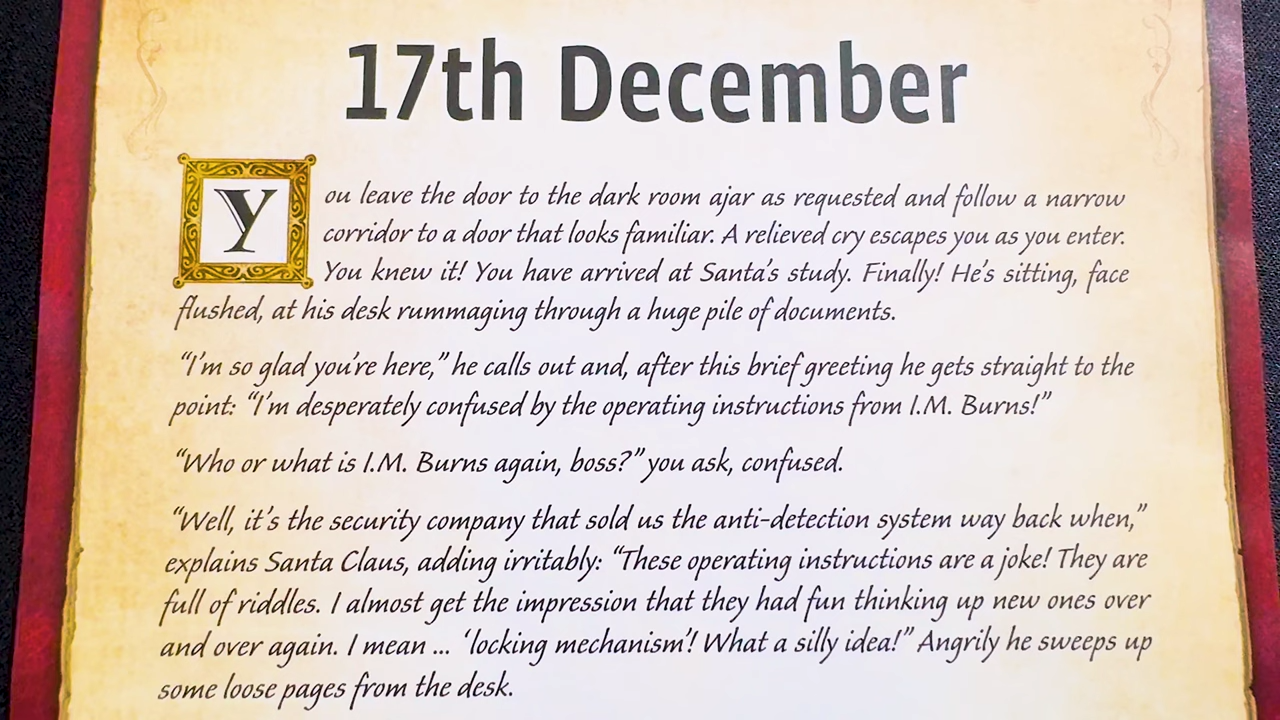 17th December
You leave the door to the dark room ajar as requested and follow a narrow
corridor to a door that looks familiar. A relieved cry escapes you as you enter.
You knew it! You have arrived at Santa's study. Finally! He's sitting, face
flushed, at his desk rummaging through a huge pile of documents.
“I'm so glad you're here,” he calls out and, after this brief greeting he gets straight to the
point: “I'm desperately confused by the operating instructions from I.M. Burns!”
“Who or what is I.M. Burns again, boss?” you ask, confused.
“Well, it's the security company that sold us the anti-detection system way back when,”
explains Santa Claus, adding irritably: “These operating instructions are a joke! They are
full of riddles. I almost get the impression that they had fun thinking up new ones over
and over again. I mean ... ‘locking mechanism’! What a silly idea!” Angrily he sweeps up
some loose pages from the desk.